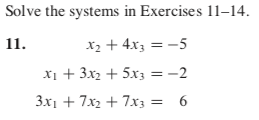 Solve the systems in Exercises 11–14.
11. x₂ + 4x₃ = −5
x₁ + 3x₂ + 5x₃ = −2
3x₁ + 7x₂ + 7x₃ = 6